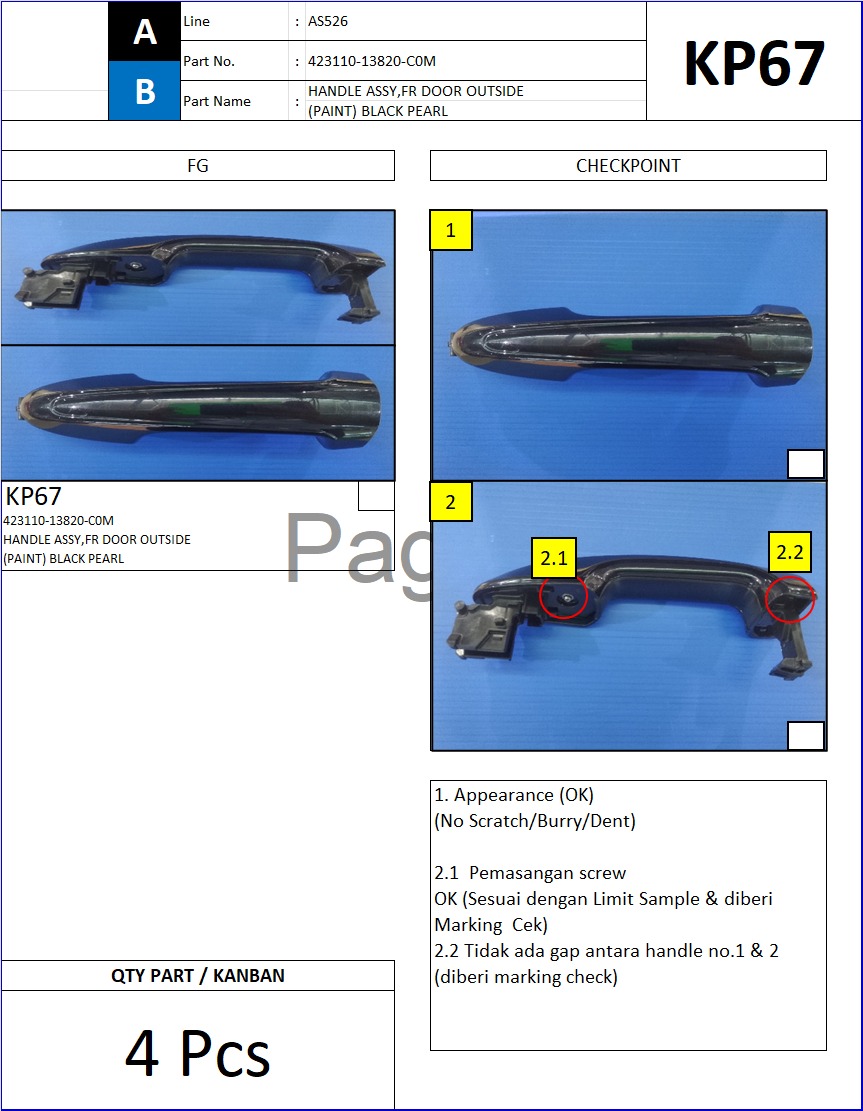 A
B
Line : AS526
Part No. : 423110-13820-C0M
Part Name : HANDLE ASSY,FR DOOR OUTSIDE
(PAINT) BLACK PEARL
KP67
FG
CHECKPOINT
1
2
2.1
2.2
KP67
423110-13820-C0M
HANDLE ASSY,FR DOOR OUTSIDE
(PAINT) BLACK PEARL
Pag
1. Appearance (OK)
(No Scratch/Burry/Dent)
2.1 Pemasangan screw
OK (Sesuai dengan Limit Sample & diberi
Marking Cek)
2.2 Tidak ada gap antara handle no.1 & 2
(diberi marking check)
QTY PART / KANBAN
4 Pcs